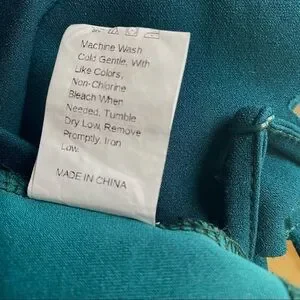 Machine Wash
Cold Gentle, With
Like Colors,
Non-Chlorine
Bleach When
Needed, Tumble
Dry Low, Remove
Promptly, Iron
Low.
MADE IN CHINA